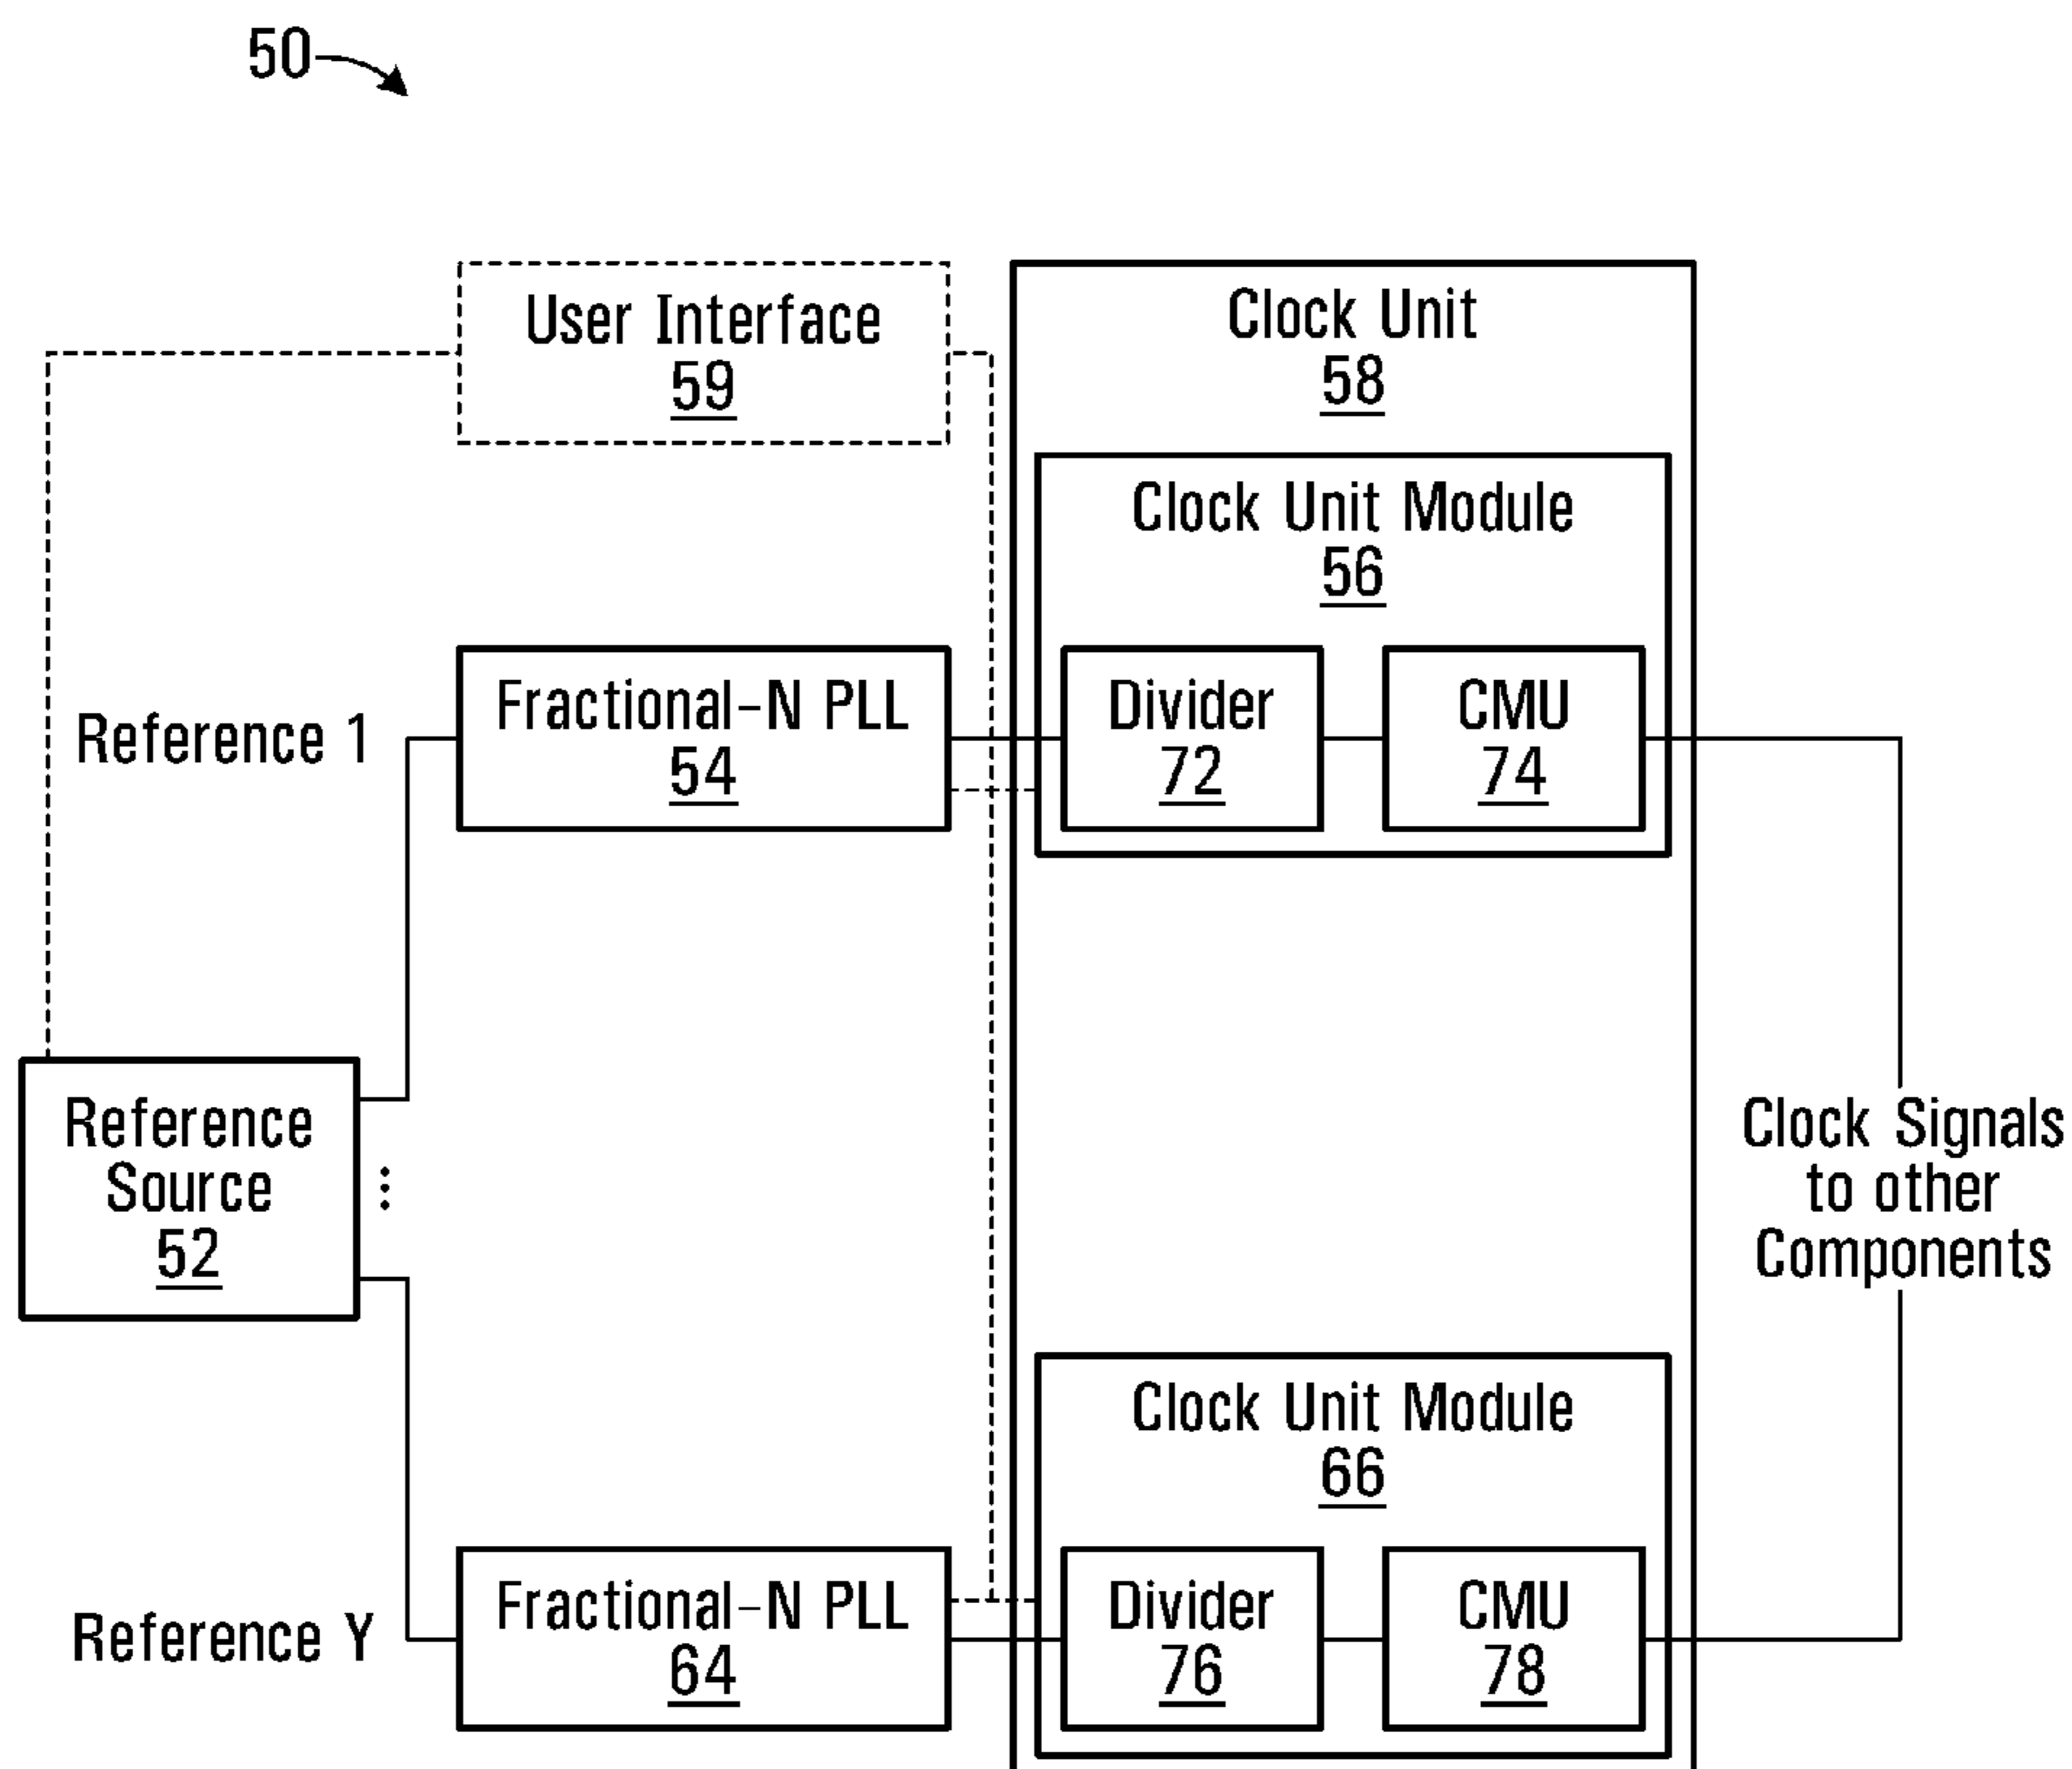 50
User Interface
59
Clock Unit
58
Clock Unit Module
56
Reference 1
Fractional-N PLL
54
Divider
72
CMU
74
Reference
Source
52
⋮
Clock Signals
to other
Components
Clock Unit Module
66
Reference Y
Fractional-N PLL
64
Divider
76
CMU
78